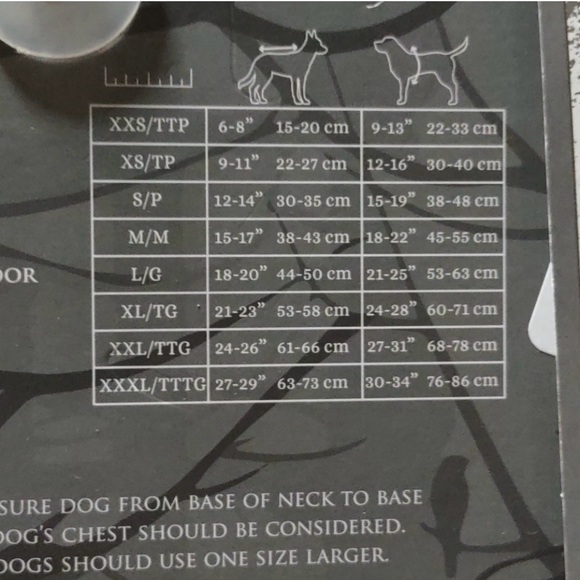 XXS/TTP 6-8” 15-20 cm 9-13” 22-33 cm
XS/TP 9-11” 22-27 cm 12-16” 30-40 cm
S/P 12-14” 30-35 cm 15-19” 38-48 cm
M/M 15-17” 38-43 cm 18-22” 45-55 cm
L/G 18-20” 44-50 cm 21-25” 53-63 cm
XL/TG 21-23” 53-58 cm 24-28” 60-71 cm
XXL/TTG 24-26” 61-66 cm 27-31” 68-78 cm
XXXL/TTTG 27-29” 63-73 cm 30-34” 76-86 cm
OOR
SURE DOG FROM BASE OF NECK TO BASE
DOG'S CHEST SHOULD BE CONSIDERED.
DOGS SHOULD USE ONE SIZE LARGER.